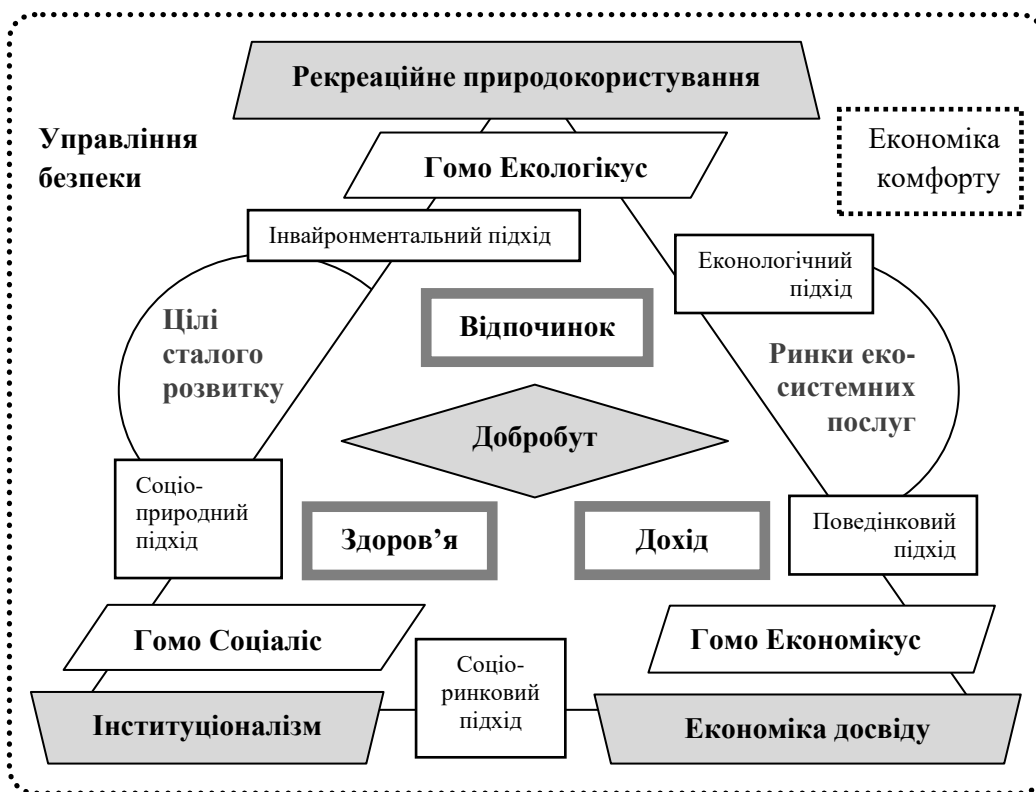 Рекреаційне природокористування
Управління
безпеки
Економіка
комфорту
Гомо Екологікус
Інвайронментальний підхід
Еконологічний
підхід
Цілі
сталого
розвитку
Відпочинок
Ринки еко-
системних
послуг
Добробут
Соціо-
природний
підхід
Здоров’я
Дохід
Поведінковий
підхід
Гомо Соціаліс
Гомо Економікус
Соціо-
ринковий
підхід
Інституціоналізм
Економіка досвіду